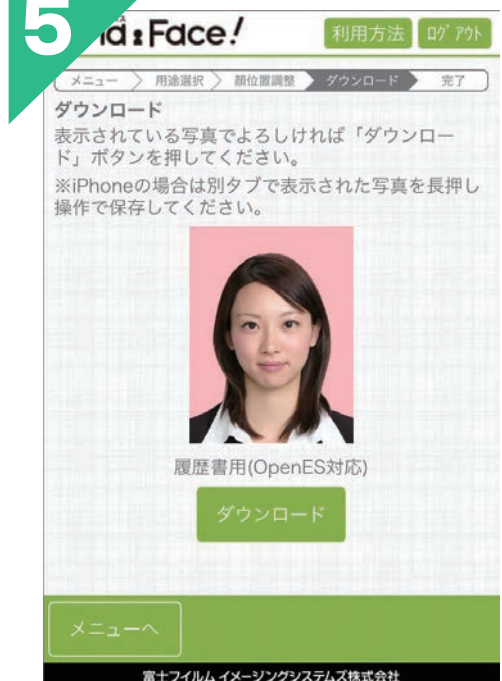 5
& Face!
利用方法
ログアウト
メニュー
用途選択
顔位置調整
ダウンロード
完了
ダウンロード
表示されている写真でよろしければ「ダウンロー
ド」ボタンを押してください。
※iPhoneの場合は別タブで表示された写真を長押し
操作で保存してください。
履歴書用(OpenES対応)
ダウンロード
メニューへ
富士フイルム イメージングシステムズ株式会社